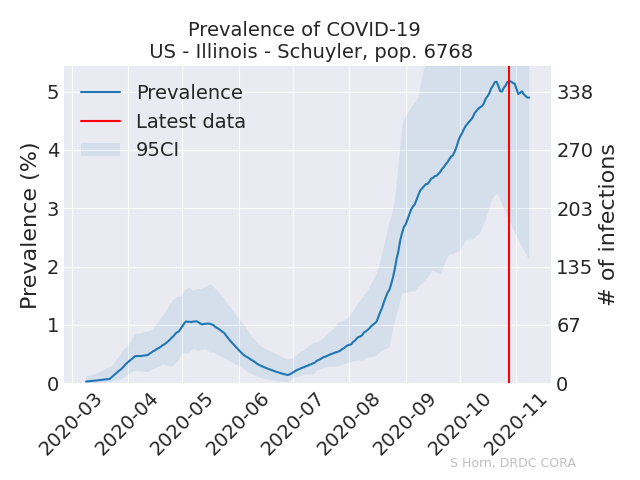 Prevalence of COVID-19
US - Illinois - Schuyler, pop. 6768
Prevalence
Latest data
95CI
Prevalence (%)
5
4
3
2
1
0
338
270
203
135
67
0
# of infections
2020-03
2020-04
2020-05
2020-06
2020-07
2020-08
2020-09
2020-10
2020-11
S Horn, DRDC CORA